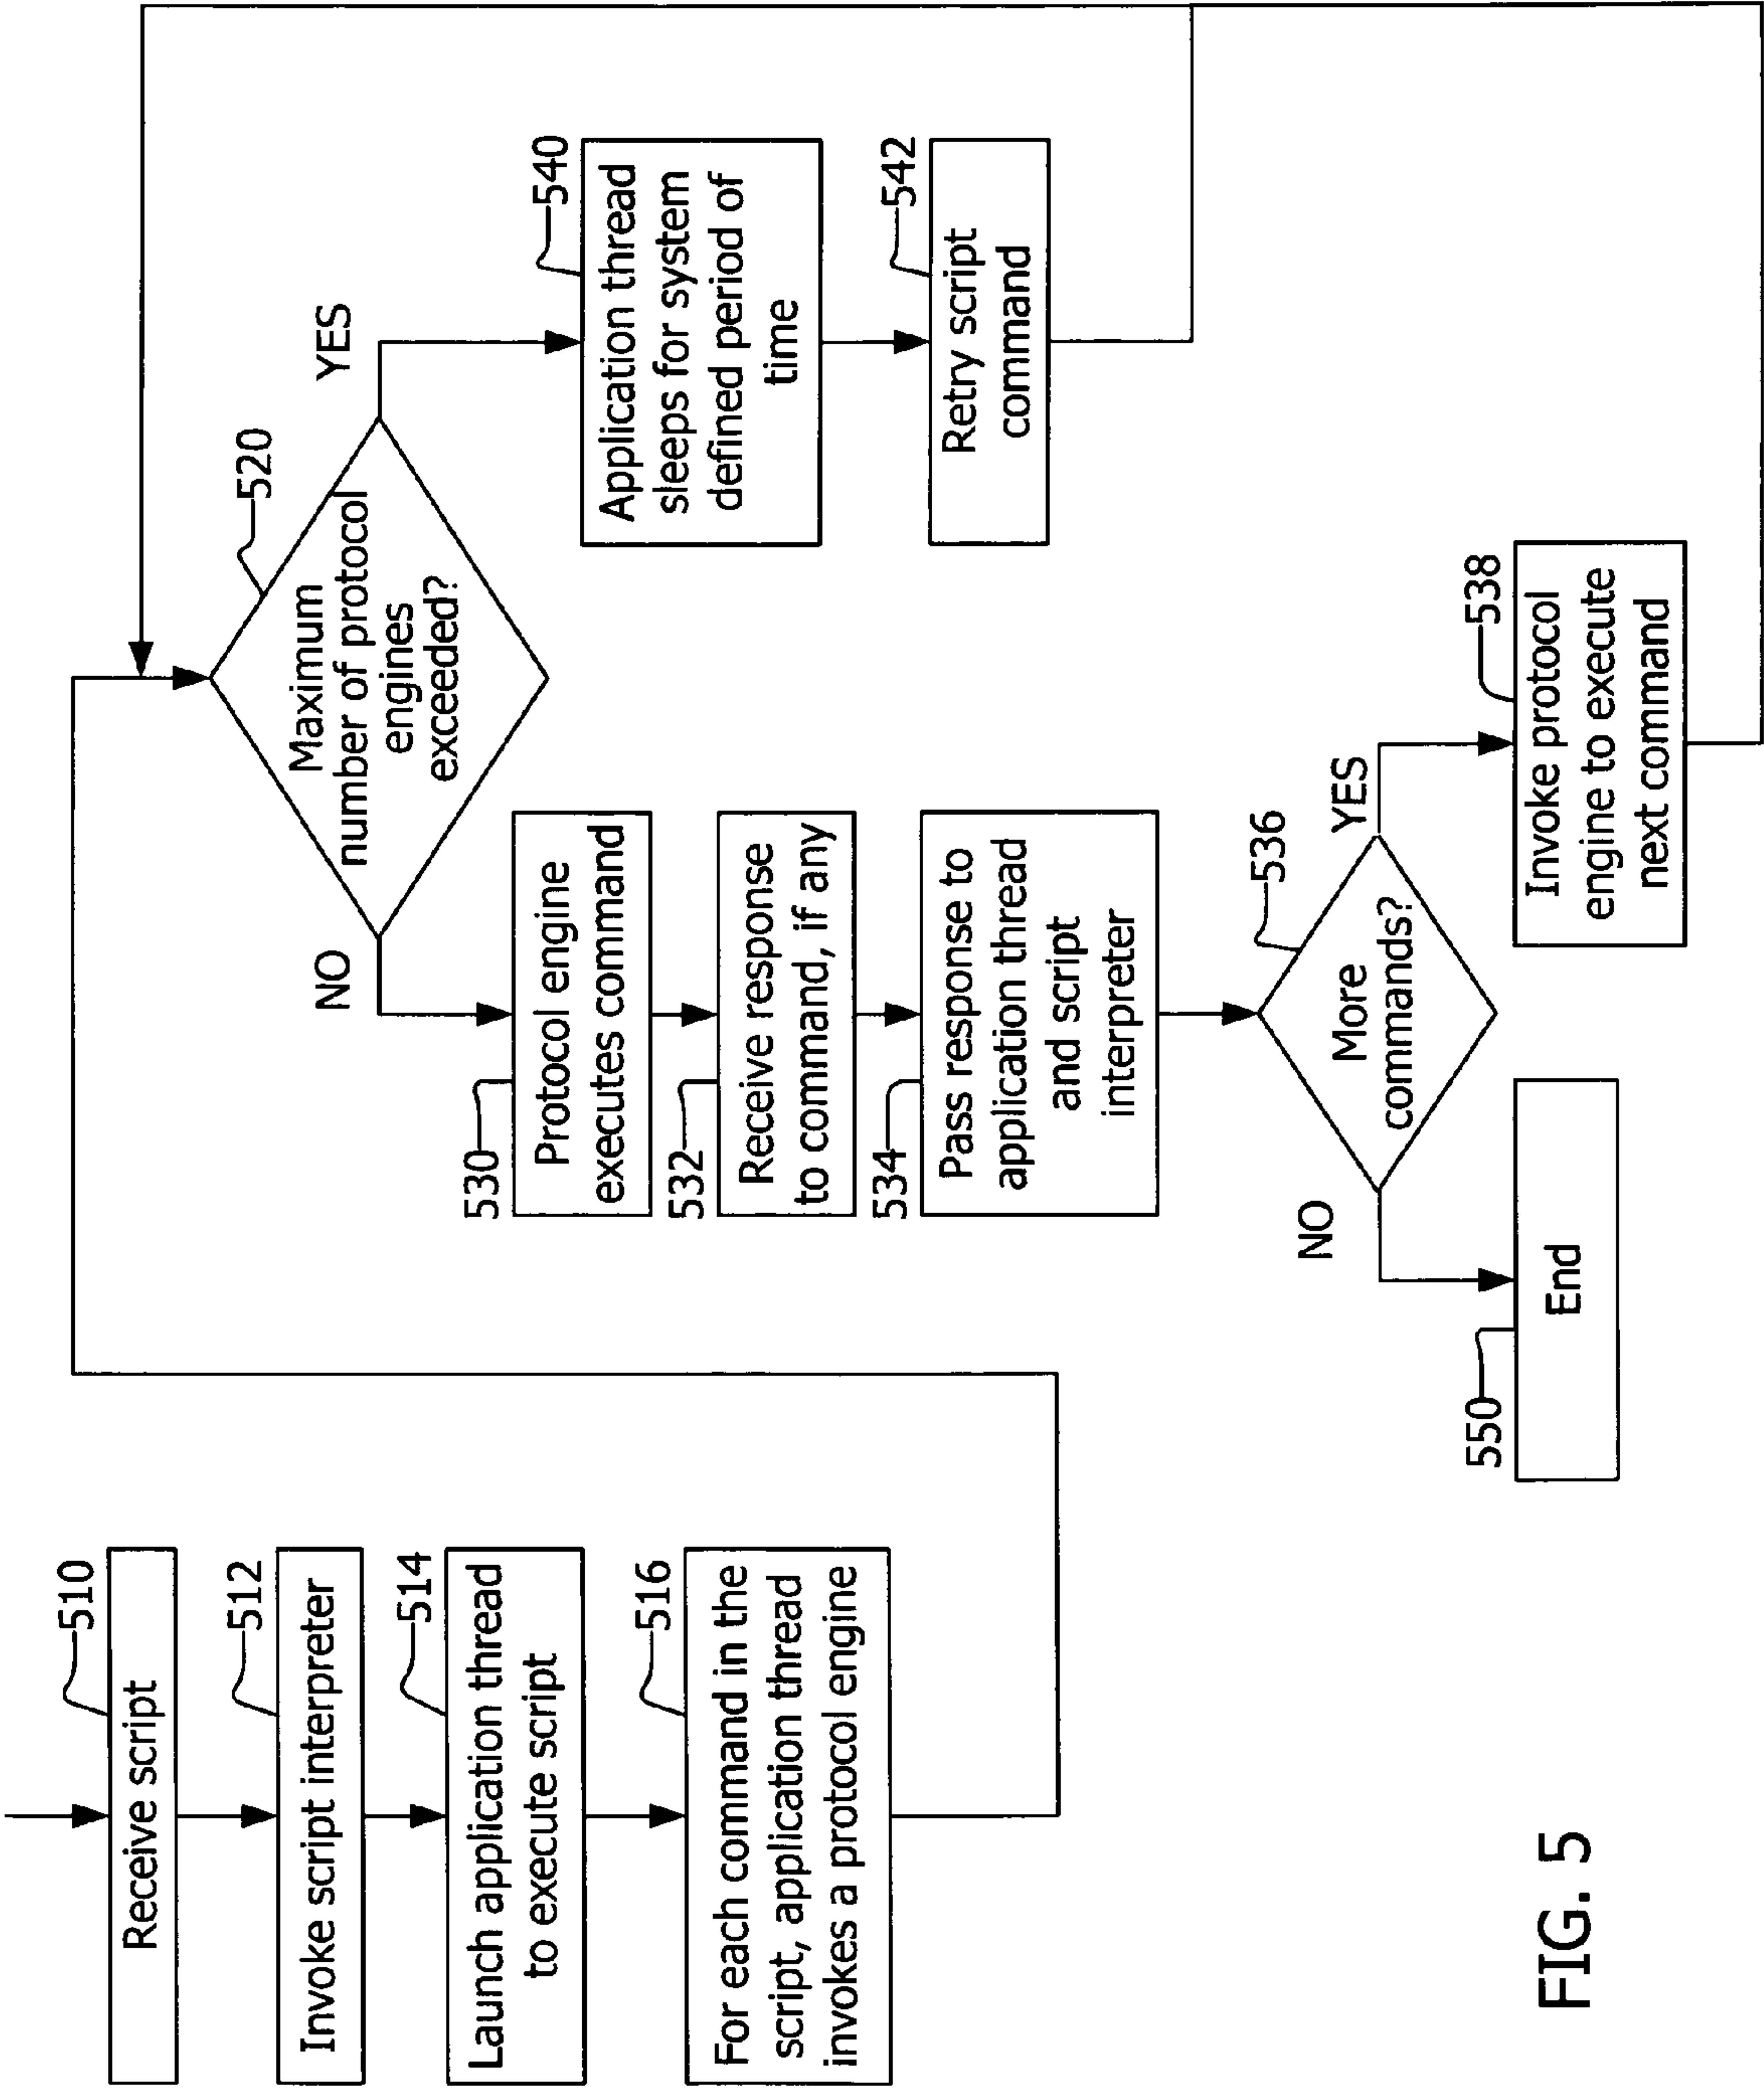 510
Receive script
512
Invoke script interpreter
514
Launch application thread
to execute script
516
For each command in the
script, application thread
invokes a protocol engine
520
Maximum
number of protocol
engines
exceeded?
NO
YES
530
Protocol engine
executes command
532
Receive response
to command, if any
534
Pass response to
application thread
and script
interpreter
536
More
commands?
NO
YES
538
Invoke protocol
engine to execute
next command
540
Application thread
sleeps for system
defined period of
time
542
Retry script
command
550
End
FIG. 5